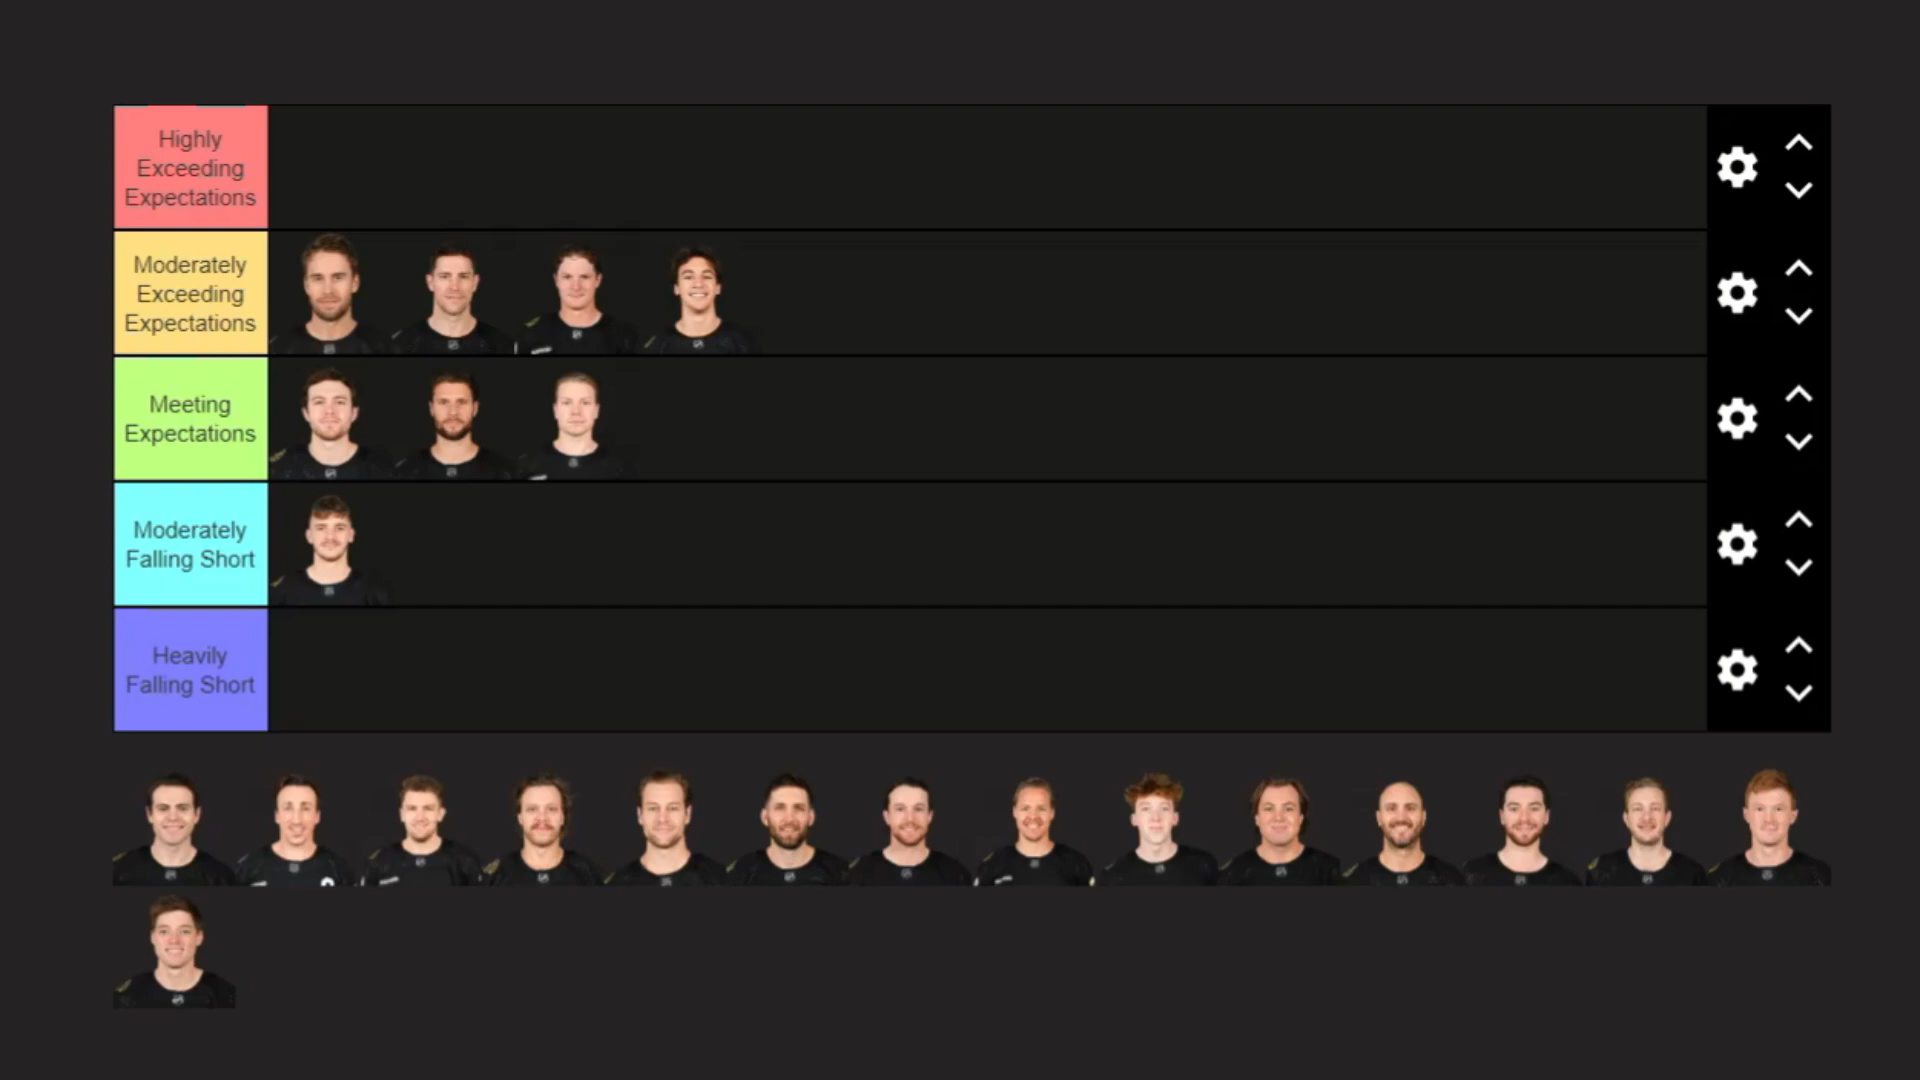 Highly
Exceeding
Expectations
Moderately
Exceeding
Expectations
Meeting
Expectations
Moderately
Falling Short
Heavily
Falling Short